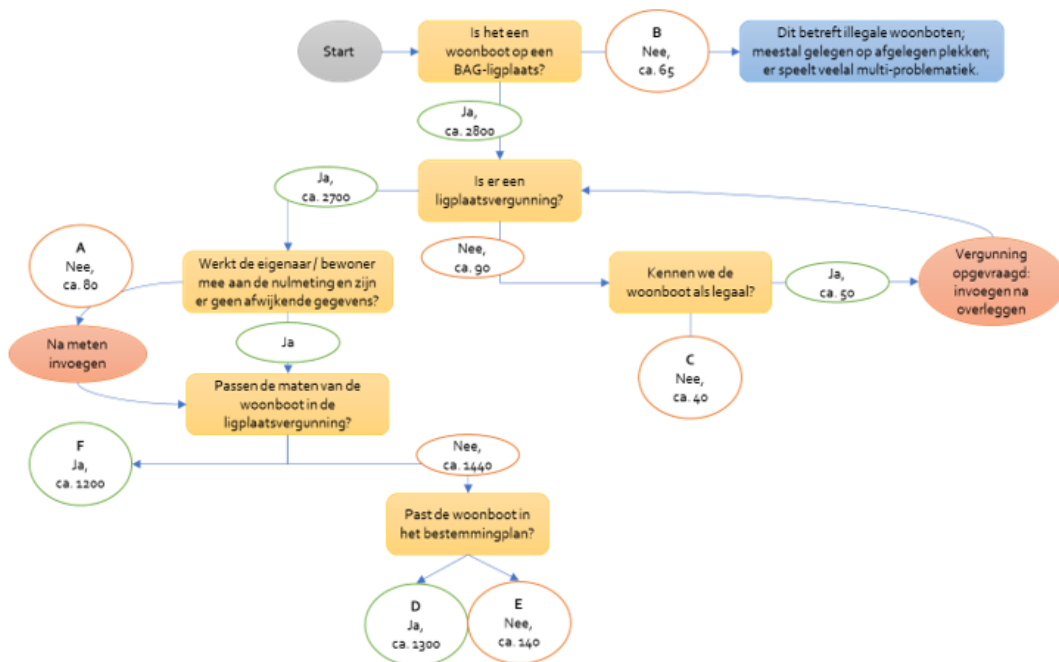 Start
Is het een
woonboot op een
BAG-ligplaats?
B
Nee,
ca. 65
Dit betreft illegale woonboten;
meestal gelegen op afgelegen plekken;
er speelt veelal multi-problematiek.
Ja,
ca. 2800
Is er een
ligplaatsvergunning?
Ja,
ca. 2700
A
Nee,
ca. 80
Werkt de eigenaar / bewoner
mee aan de nulmeting en zijn
er geen afwijkende gegevens?
Nee,
ca. 90
Kennen we de
woonboot als legaal?
Ja,
ca. 50
Vergunning
opgevraagd:
invoegen na
overleggen
Na meten
invoegen
Ja
C
Nee,
ca. 40
Passen de maten van de
woonboot in de
ligplaatsvergunning?
F
Ja,
ca. 1200
Nee,
ca. 1440
Past de woonboot in
het bestemmingplan?
D
Ja,
ca. 1300
E
Nee,
ca. 140